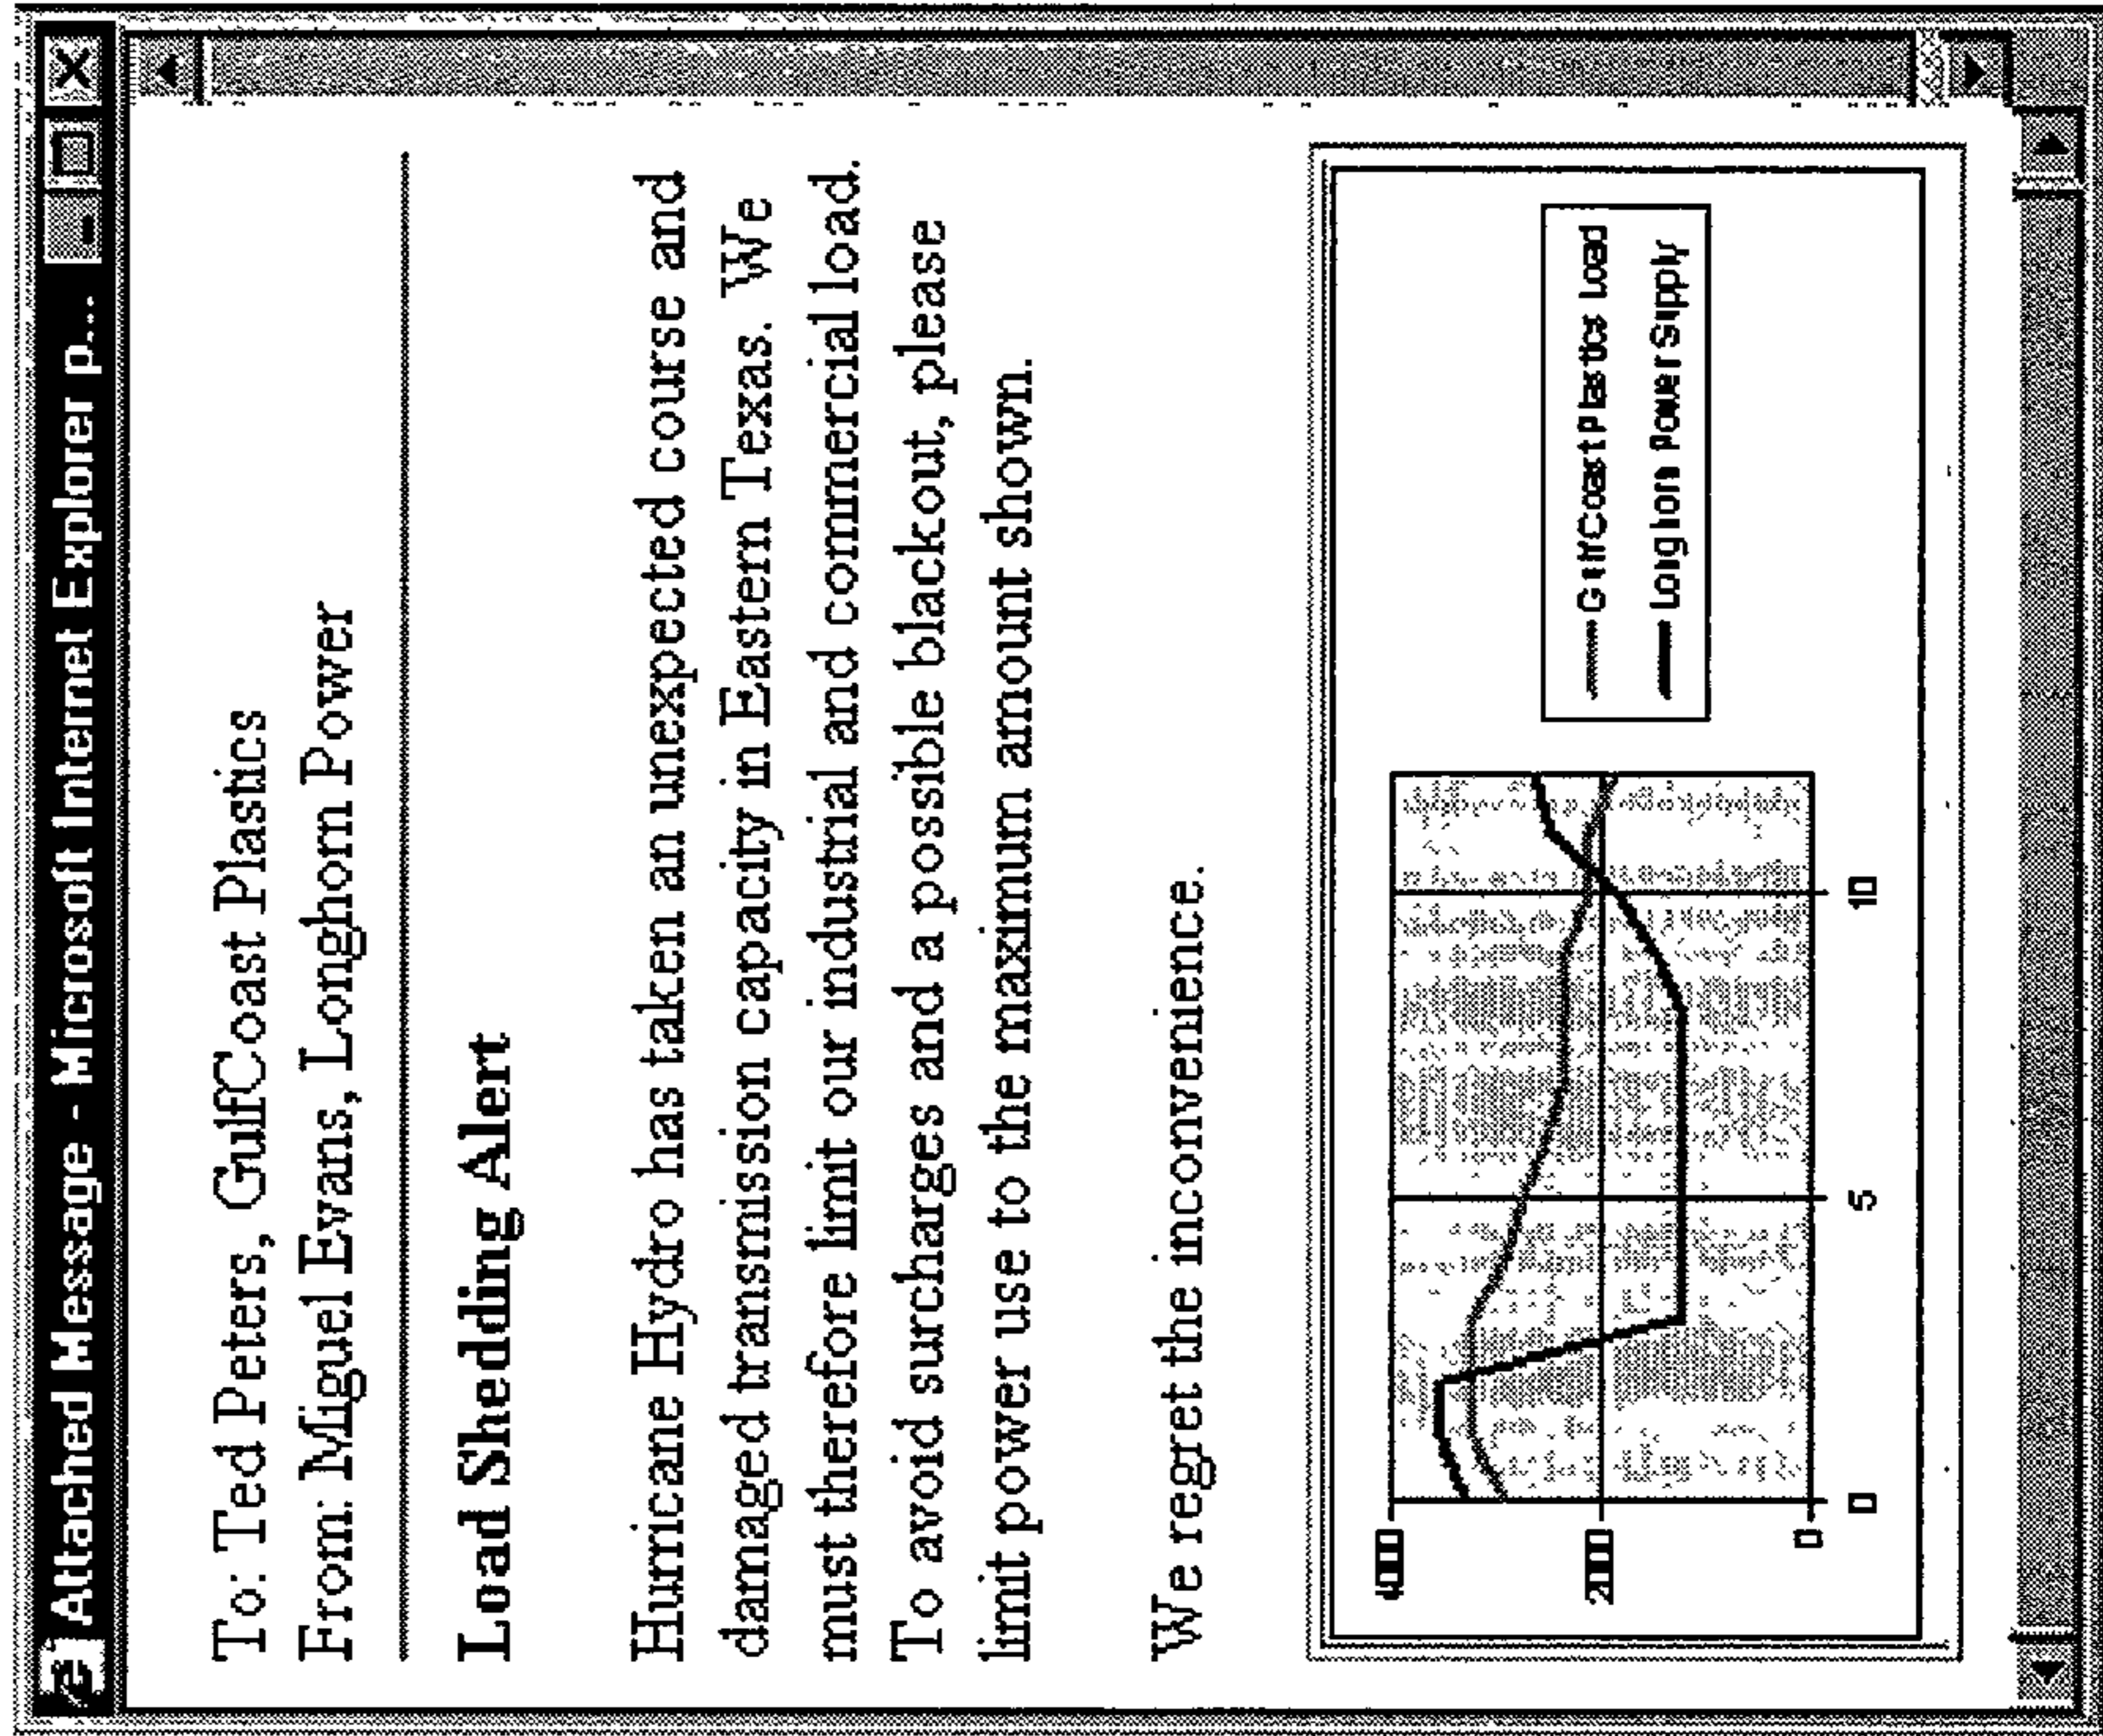 Attached Message - Microsoft Internet Explorer p...
To: Ted Peters, GulfCoast Plastics
From: Miguel Evans, Longhorn Power
Load Shedding Alert
Hurricane Hydro has taken an unexpected course and
damaged transmission capacity in Eastern Texas. We
must therefore limit our industrial and commercial load.
To avoid surcharges and a possible blackout, please
limit power use to the maximum amount shown.
We regret the inconvenience.
4000
2000
0
0 5 10
GulfCoast Plastics Load
Longhorn Power Supply